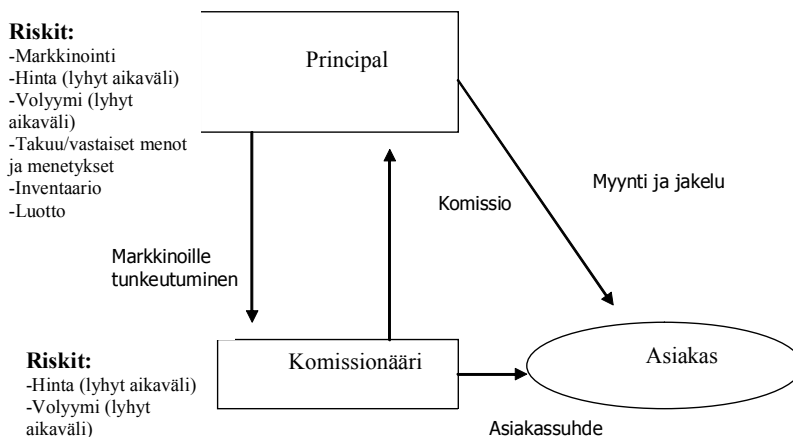 Riskit:
-Markkinointi
-Hinta (lyhyt aikaväli)
-Volyymi (lyhyt
aikaväli)
-Takuu/vastaiset menot
ja menetykset
-Inventaario
-Luotto
Principal
Myynti ja jakelu
Komissio
Markkinoille
tunkeutuminen
Riskit:
-Hinta (lyhyt aikaväli)
-Volyymi (lyhyt
aikaväli)
Komissionääri
Asiakas
Asiakassuhde